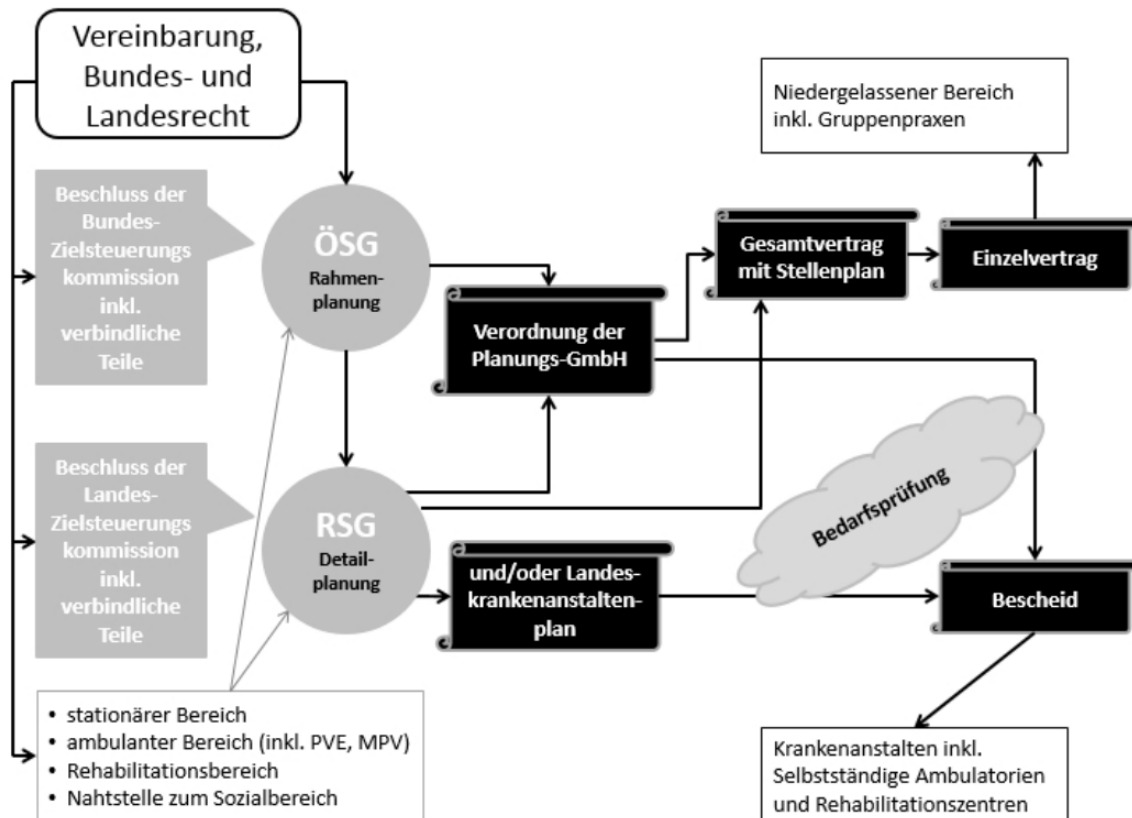 Vereinbarung,
Bundes- und
Landesrecht
Niedergelassener Bereich
inkl. Gruppenpraxen
Beschluss der
Bundes-
Zielsteuerungs
kommission
inkl.
verbindliche
Teile
ÖSG
Rahmen-
planung
Gesamtvertrag
mit Stellenplan
Einzelvertrag
Verordnung der
Planungs-GmbH
Beschluss der
Landes-
Zielsteuerungs
kommission
inkl.
verbindliche
Teile
RSG
Detail-
planung
Bedarfsprüfung
und/oder Landes-
krankenanstalten-
plan
Bescheid
• stationärer Bereich
• ambulanter Bereich (inkl. PVE, MPV)
• Rehabilitationsbereich
• Nahtstelle zum Sozialbereich
Krankenanstalten inkl.
Selbstständige Ambulatorien
und Rehabilitationszentren